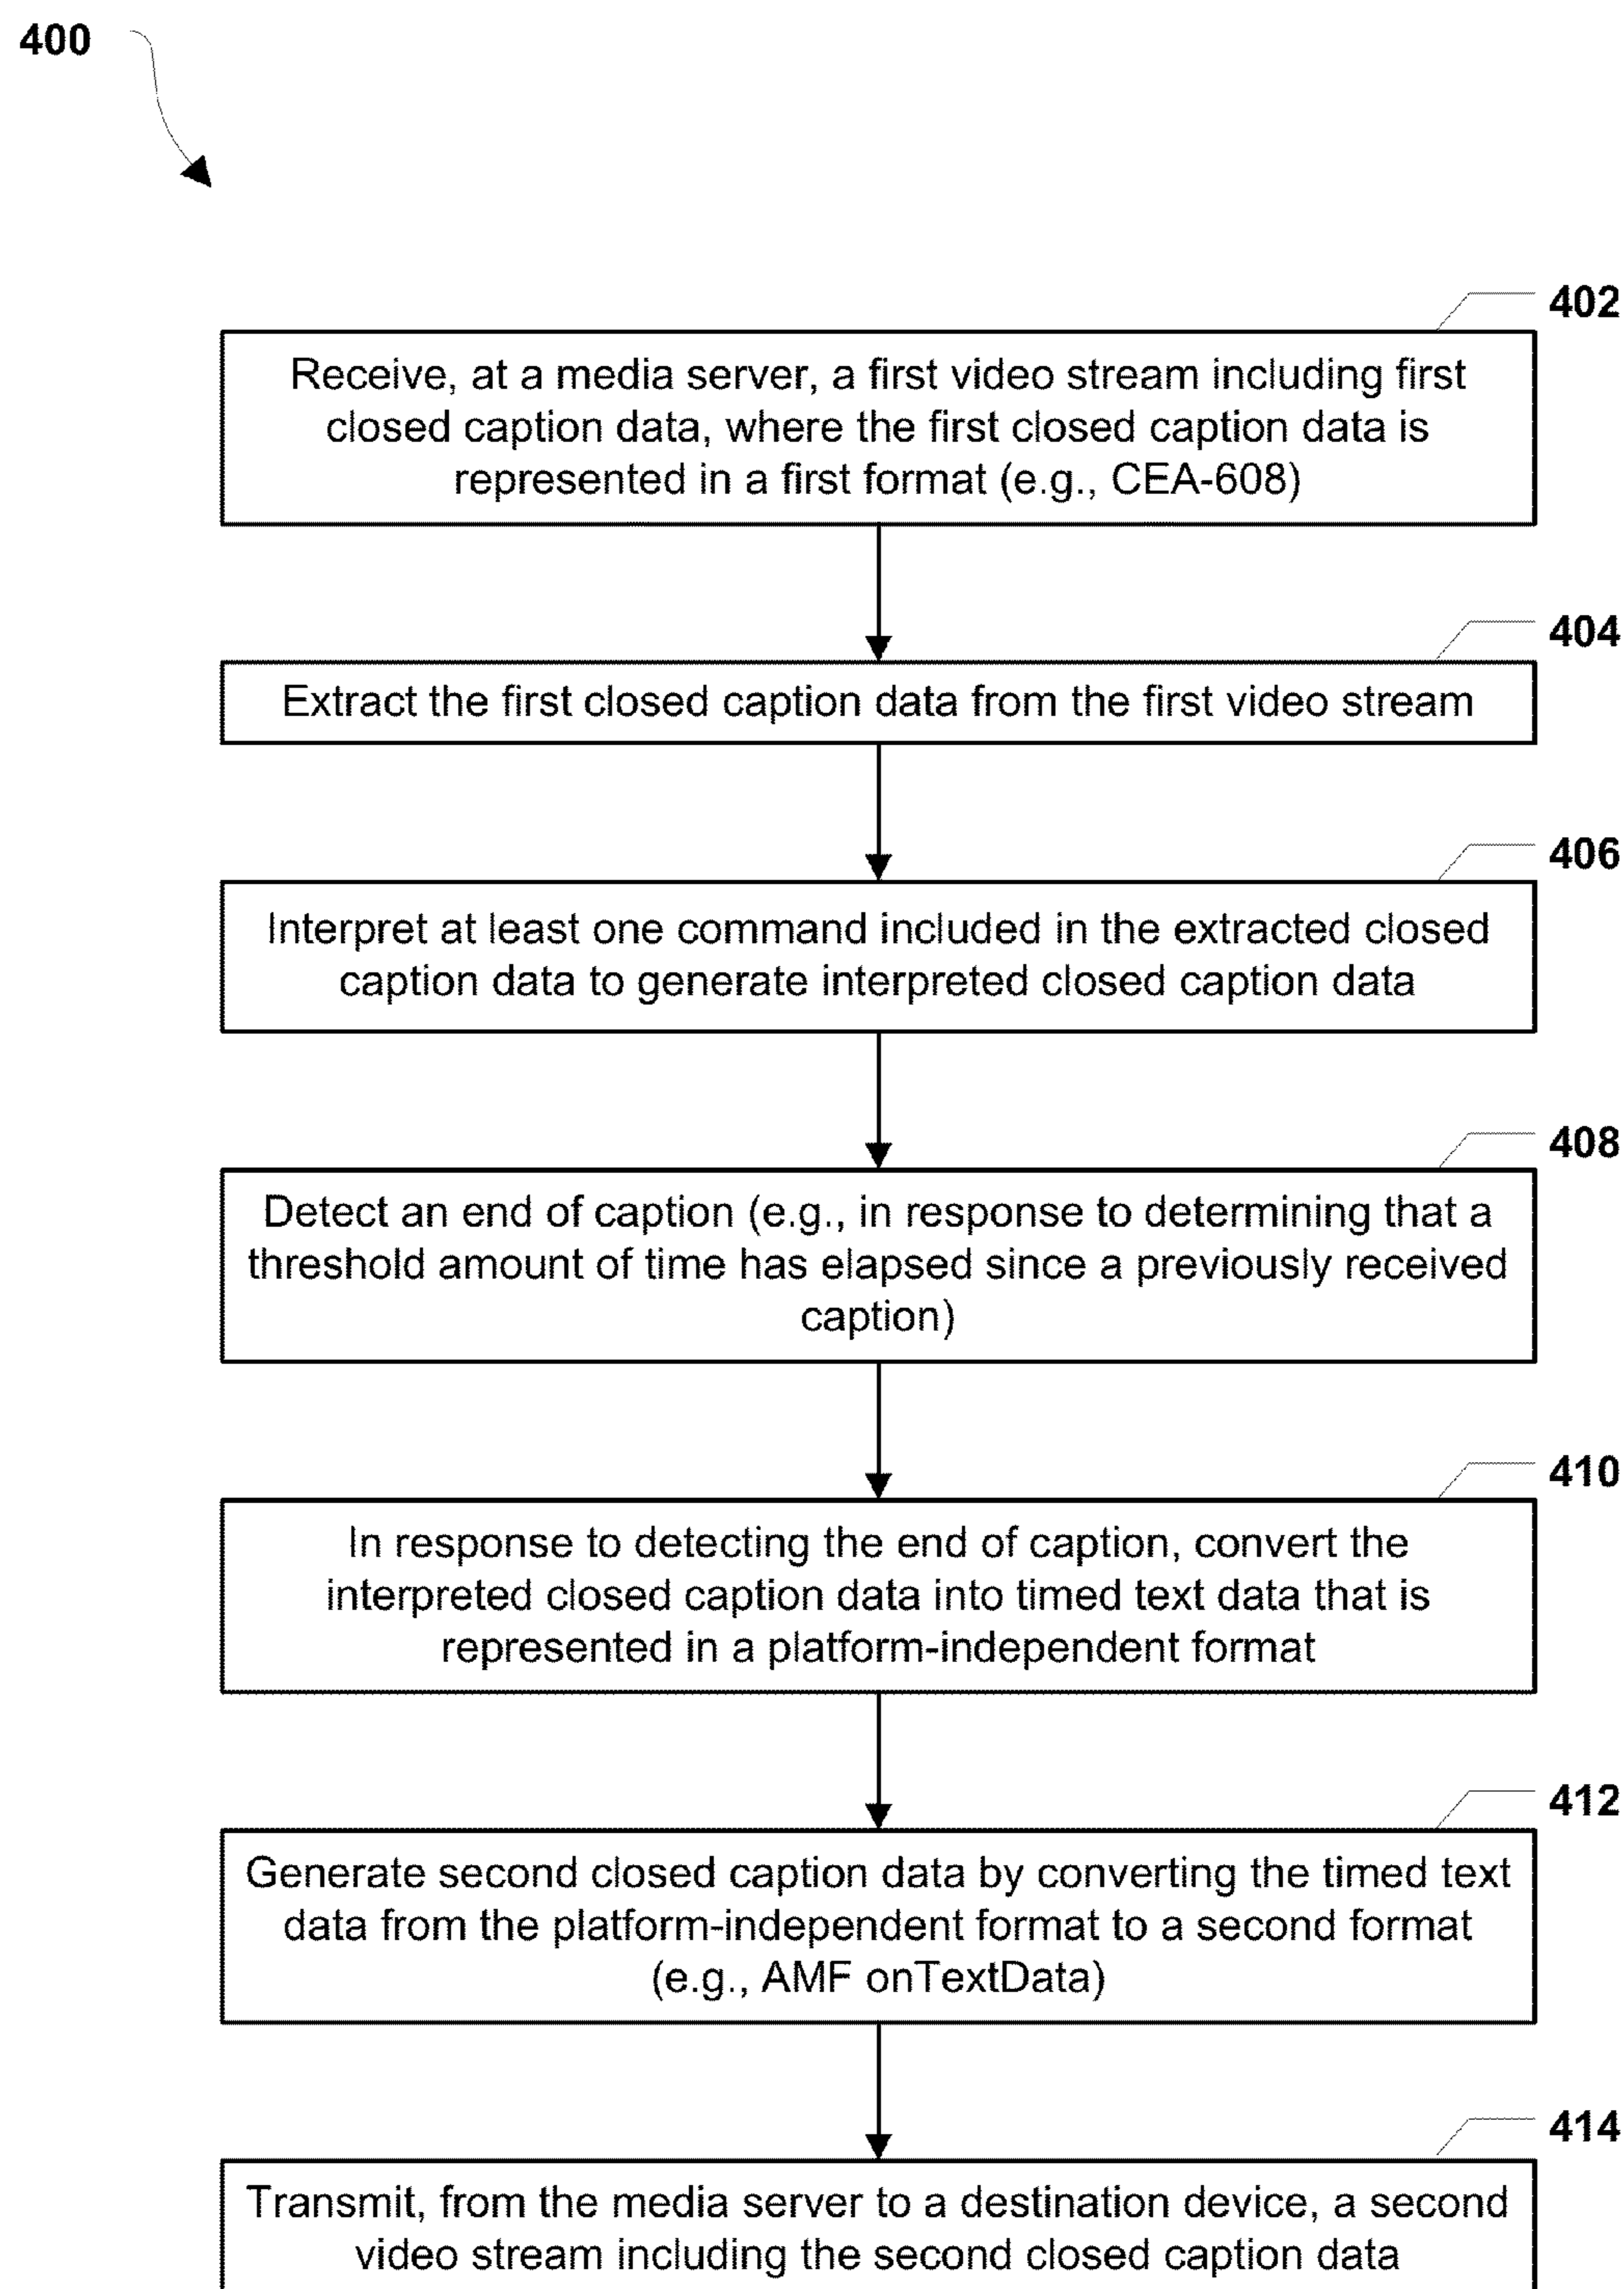 400
402
Receive, at a media server, a first video stream including first
closed caption data, where the first closed caption data is
represented in a first format (e.g., CEA-608)
404
Extract the first closed caption data from the first video stream
406
Interpret at least one command included in the extracted closed
caption data to generate interpreted closed caption data
408
Detect an end of caption (e.g., in response to determining that a
threshold amount of time has elapsed since a previously received
caption)
410
In response to detecting the end of caption, convert the
interpreted closed caption data into timed text data that is
represented in a platform-independent format
412
Generate second closed caption data by converting the timed text
data from the platform-independent format to a second format
(e.g., AMF onTextData)
414
Transmit, from the media server to a destination device, a second
video stream including the second closed caption data